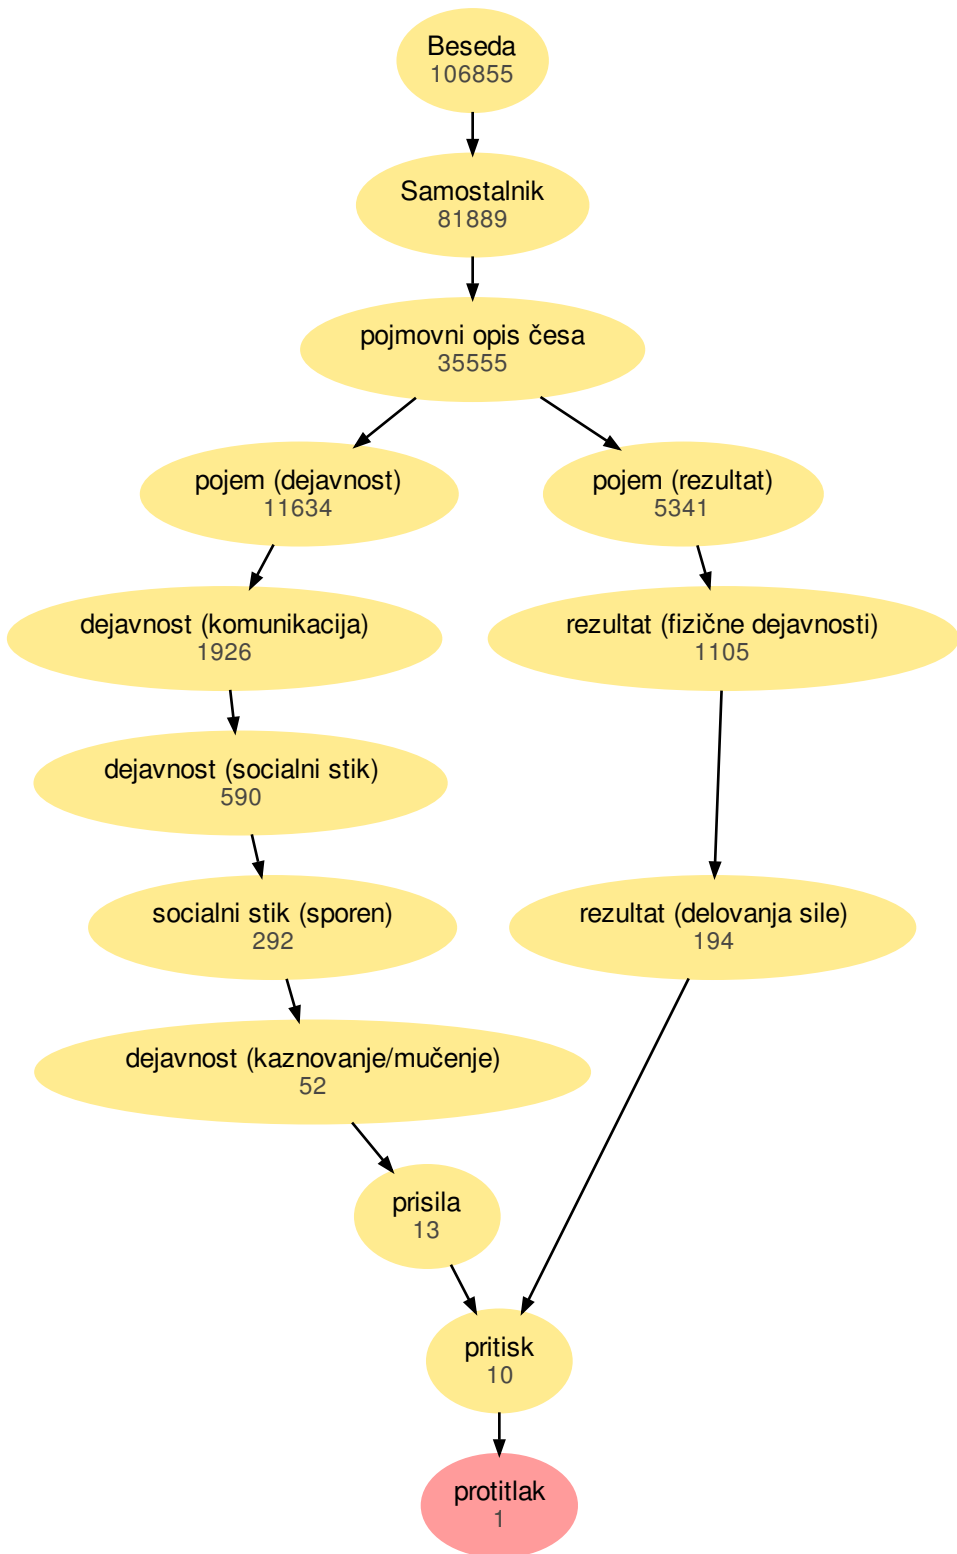 Beseda
106855
Samostalnik
81889
pojmovni opis česa
35555
pojem (dejavnost)
11634
pojem (rezultat)
5341
dejavnost (komunikacija)
1926
rezultat (fizične dejavnosti)
1105
dejavnost (socialni stik)
590
socialni stik (sporen)
292
rezultat (delovanja sile)
194
dejavnost (kaznovanje/mučenje)
52
prisila
13
pritisk
10
protitlak
1